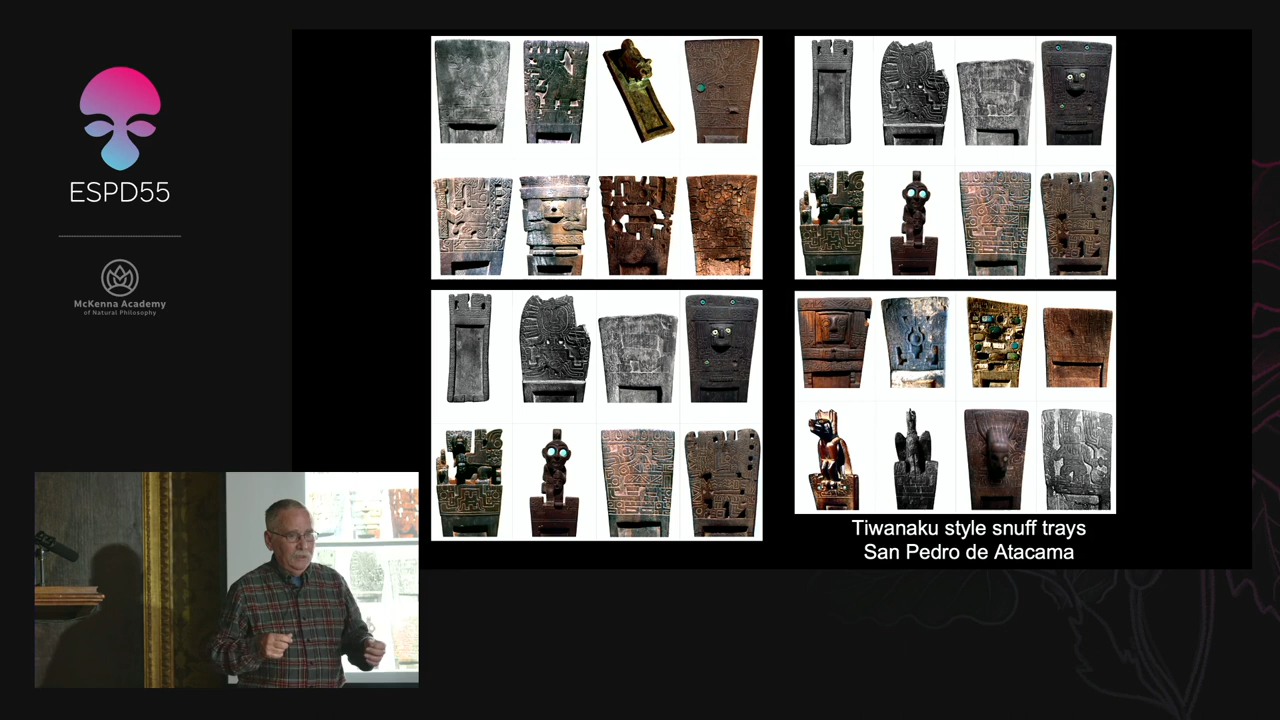 ESPD55
McKenna Academy
of Natural Philosophy
Tiwanaku style snuff trays
San Pedro de Atacama